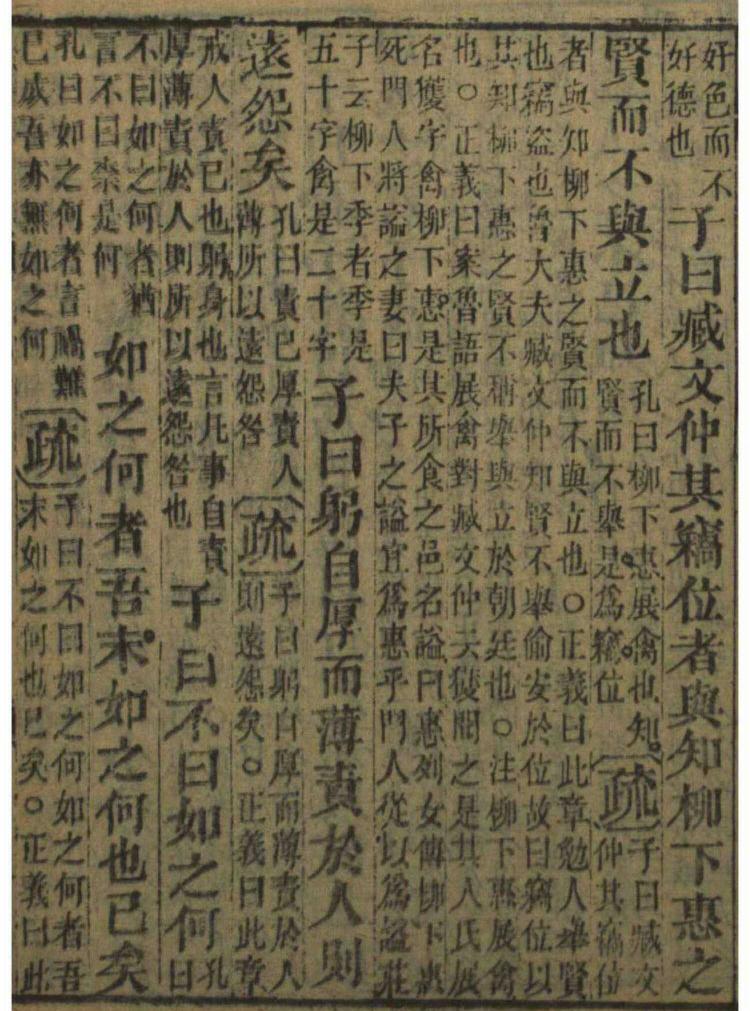 好色而不
好德也
子曰臧文仲其竊位者與知柳下惠之
賢而不與立也
孔曰柳下惠展禽也知
賢而不舉是爲竊位
疏
子曰臧文
仲其竊位
者與知柳下惠之賢而不與立也○正義曰此章勉人舉賢
也竊盜也魯大夫臧文仲知賢不舉偷安於位故曰竊位以
其知柳下惠之賢不稱舉與立於朝廷也○注柳下惠展禽
也○正義曰案魯語展禽對臧文仲云獲聞之是其人氏展
名獲字禽柳下惠是其所食之邑名謚曰惠列女傳柳下惠
死門人將謚之妻曰夫子之謚宜爲惠乎門人從以爲謚莊
子云柳下季者季是
五十字禽是二十字
子曰躬自厚而薄責於人則
遠怨矣
孔曰責己厚責人
薄所以遠怨咎
疏
子曰躬自厚而薄責於人
則遠怨矣○正義曰此章
戒人責己也躬身也言凡事自責
厚薄責於人則所以遠怨咎也
子曰不曰如之何
孔
曰
不曰如之何者猶
言不曰柰是何
如之何者吾末如之何也已矣
孔曰如之何者言禍難
已成吾亦無如之何
疏
子曰不曰如之何如之何者吾
末如之何也已矣○正義曰此